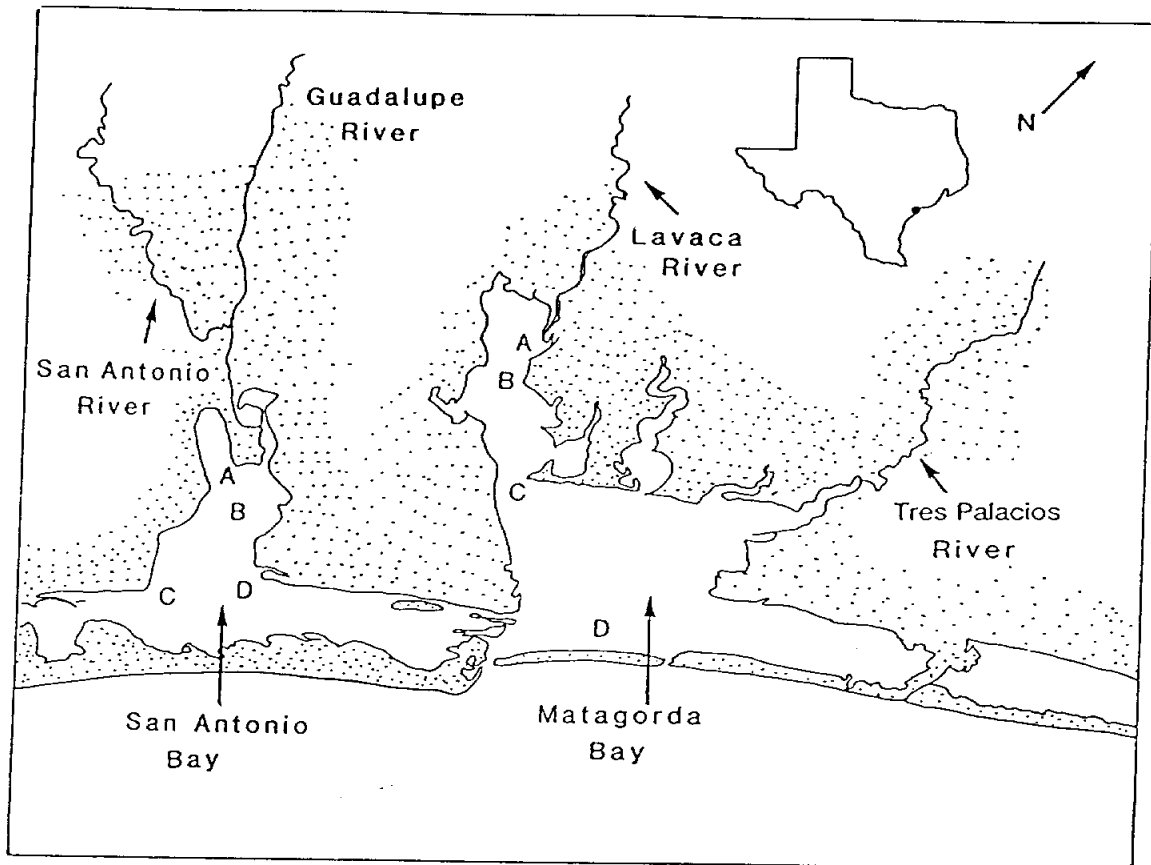 Guadalupe
River
N
Lavaca
River
A
B
San Antonio
River
A
B
C
Tres Palacios
River
C
D
D
San Antonio
Bay
Matagorda
Bay